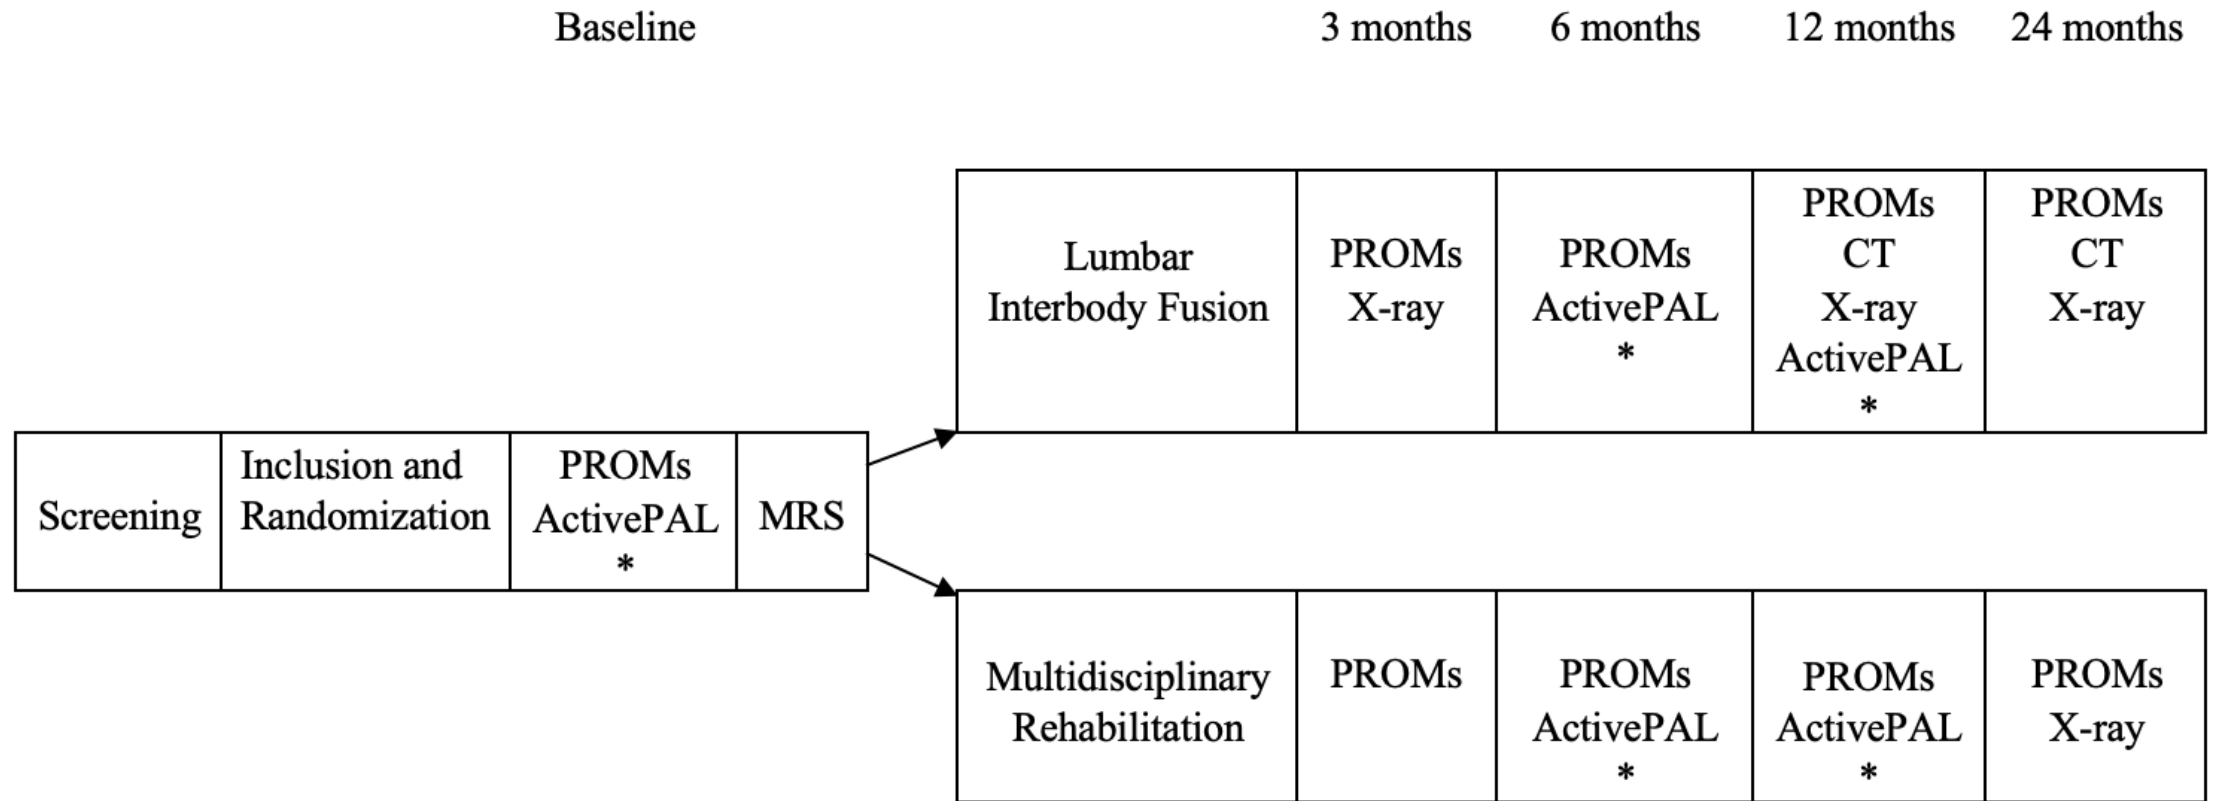 Baseline
3 months
6 months
12 months
24 months
Lumbar
Interbody Fusion
PROMs
X-ray
PROMs
ActivePAL
*
PROMs
CT
X-ray
ActivePAL
*
PROMs
CT
X-ray
Screening
Inclusion and
Randomization
PROMs
ActivePAL
*
MRS
Multidisciplinary
Rehabilitation
PROMs
PROMs
ActivePAL
*
PROMs
ActivePAL
*
PROMs
X-ray